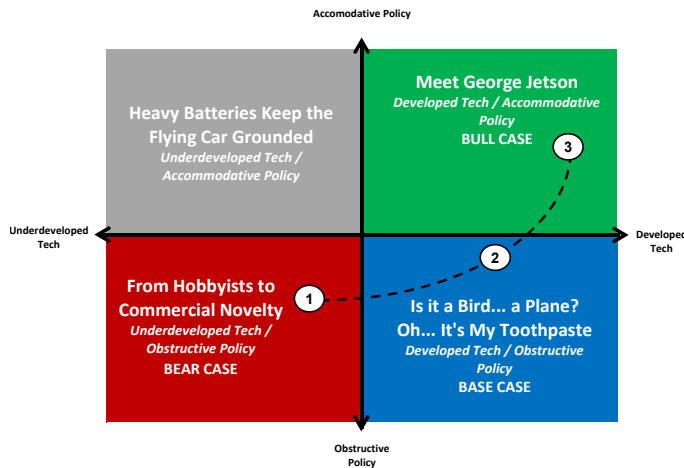 Accomodative Policy
Heavy Batteries Keep the
Flying Car Grounded
Underdeveloped Tech /
Accommodative Policy
Meet George Jetson
Developed Tech / Accommodative
Policy
BULL CASE
3
Underdeveloped
Tech
Developed
Tech
2
From Hobbyists to
Commercial Novelty
Underdeveloped Tech /
Obstructive Policy
BEAR CASE
1
Is it a Bird... a Plane?
Oh... It's My Toothpaste
Developed Tech / Obstructive
Policy
BASE CASE
Obstructive
Policy